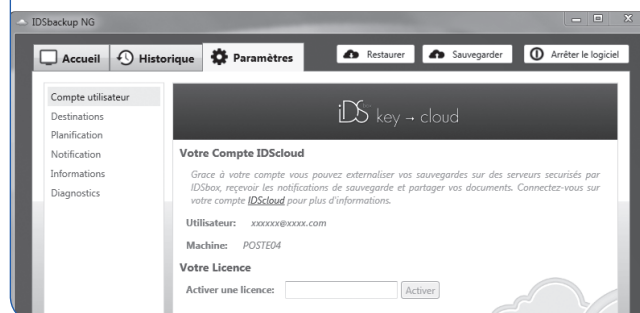 IDSbackup NG
Accueil Historique Paramètres Restaurer Sauvegarder Arrêter le logiciel
Compte utilisateur
Destinations
Planification
Notification
Informations
Diagnostics
iDSbox key → cloud
Votre Compte IDScloud
Grace à votre compte vous pouvez externaliser vos sauvegardes sur des serveurs securisés par
IDSbox, reçevoir les notifications de sauvegarde et partager vos documents. Connectez-vous sur
votre compte IDScloud pour plus d'informations.
Utilisateur: xxxxxx@xxxx.com
Machine: POSTE04
Votre Licence
Activer une licence: Activer